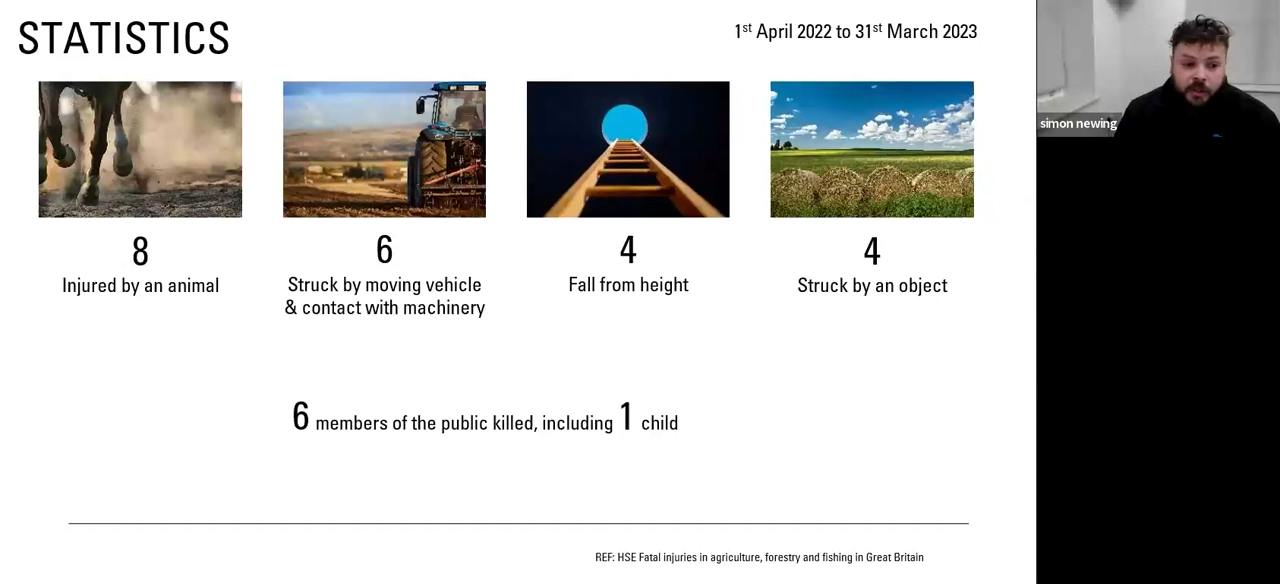 STATISTICS
1st April 2022 to 31st March 2023
simon newing
8
Injured by an animal
6
Struck by moving vehicle
& contact with machinery
4
Fall from height
4
Struck by an object
6 members of the public killed, including 1 child
REF: HSE Fatal injuries in agriculture, forestry and fishing in Great Britain